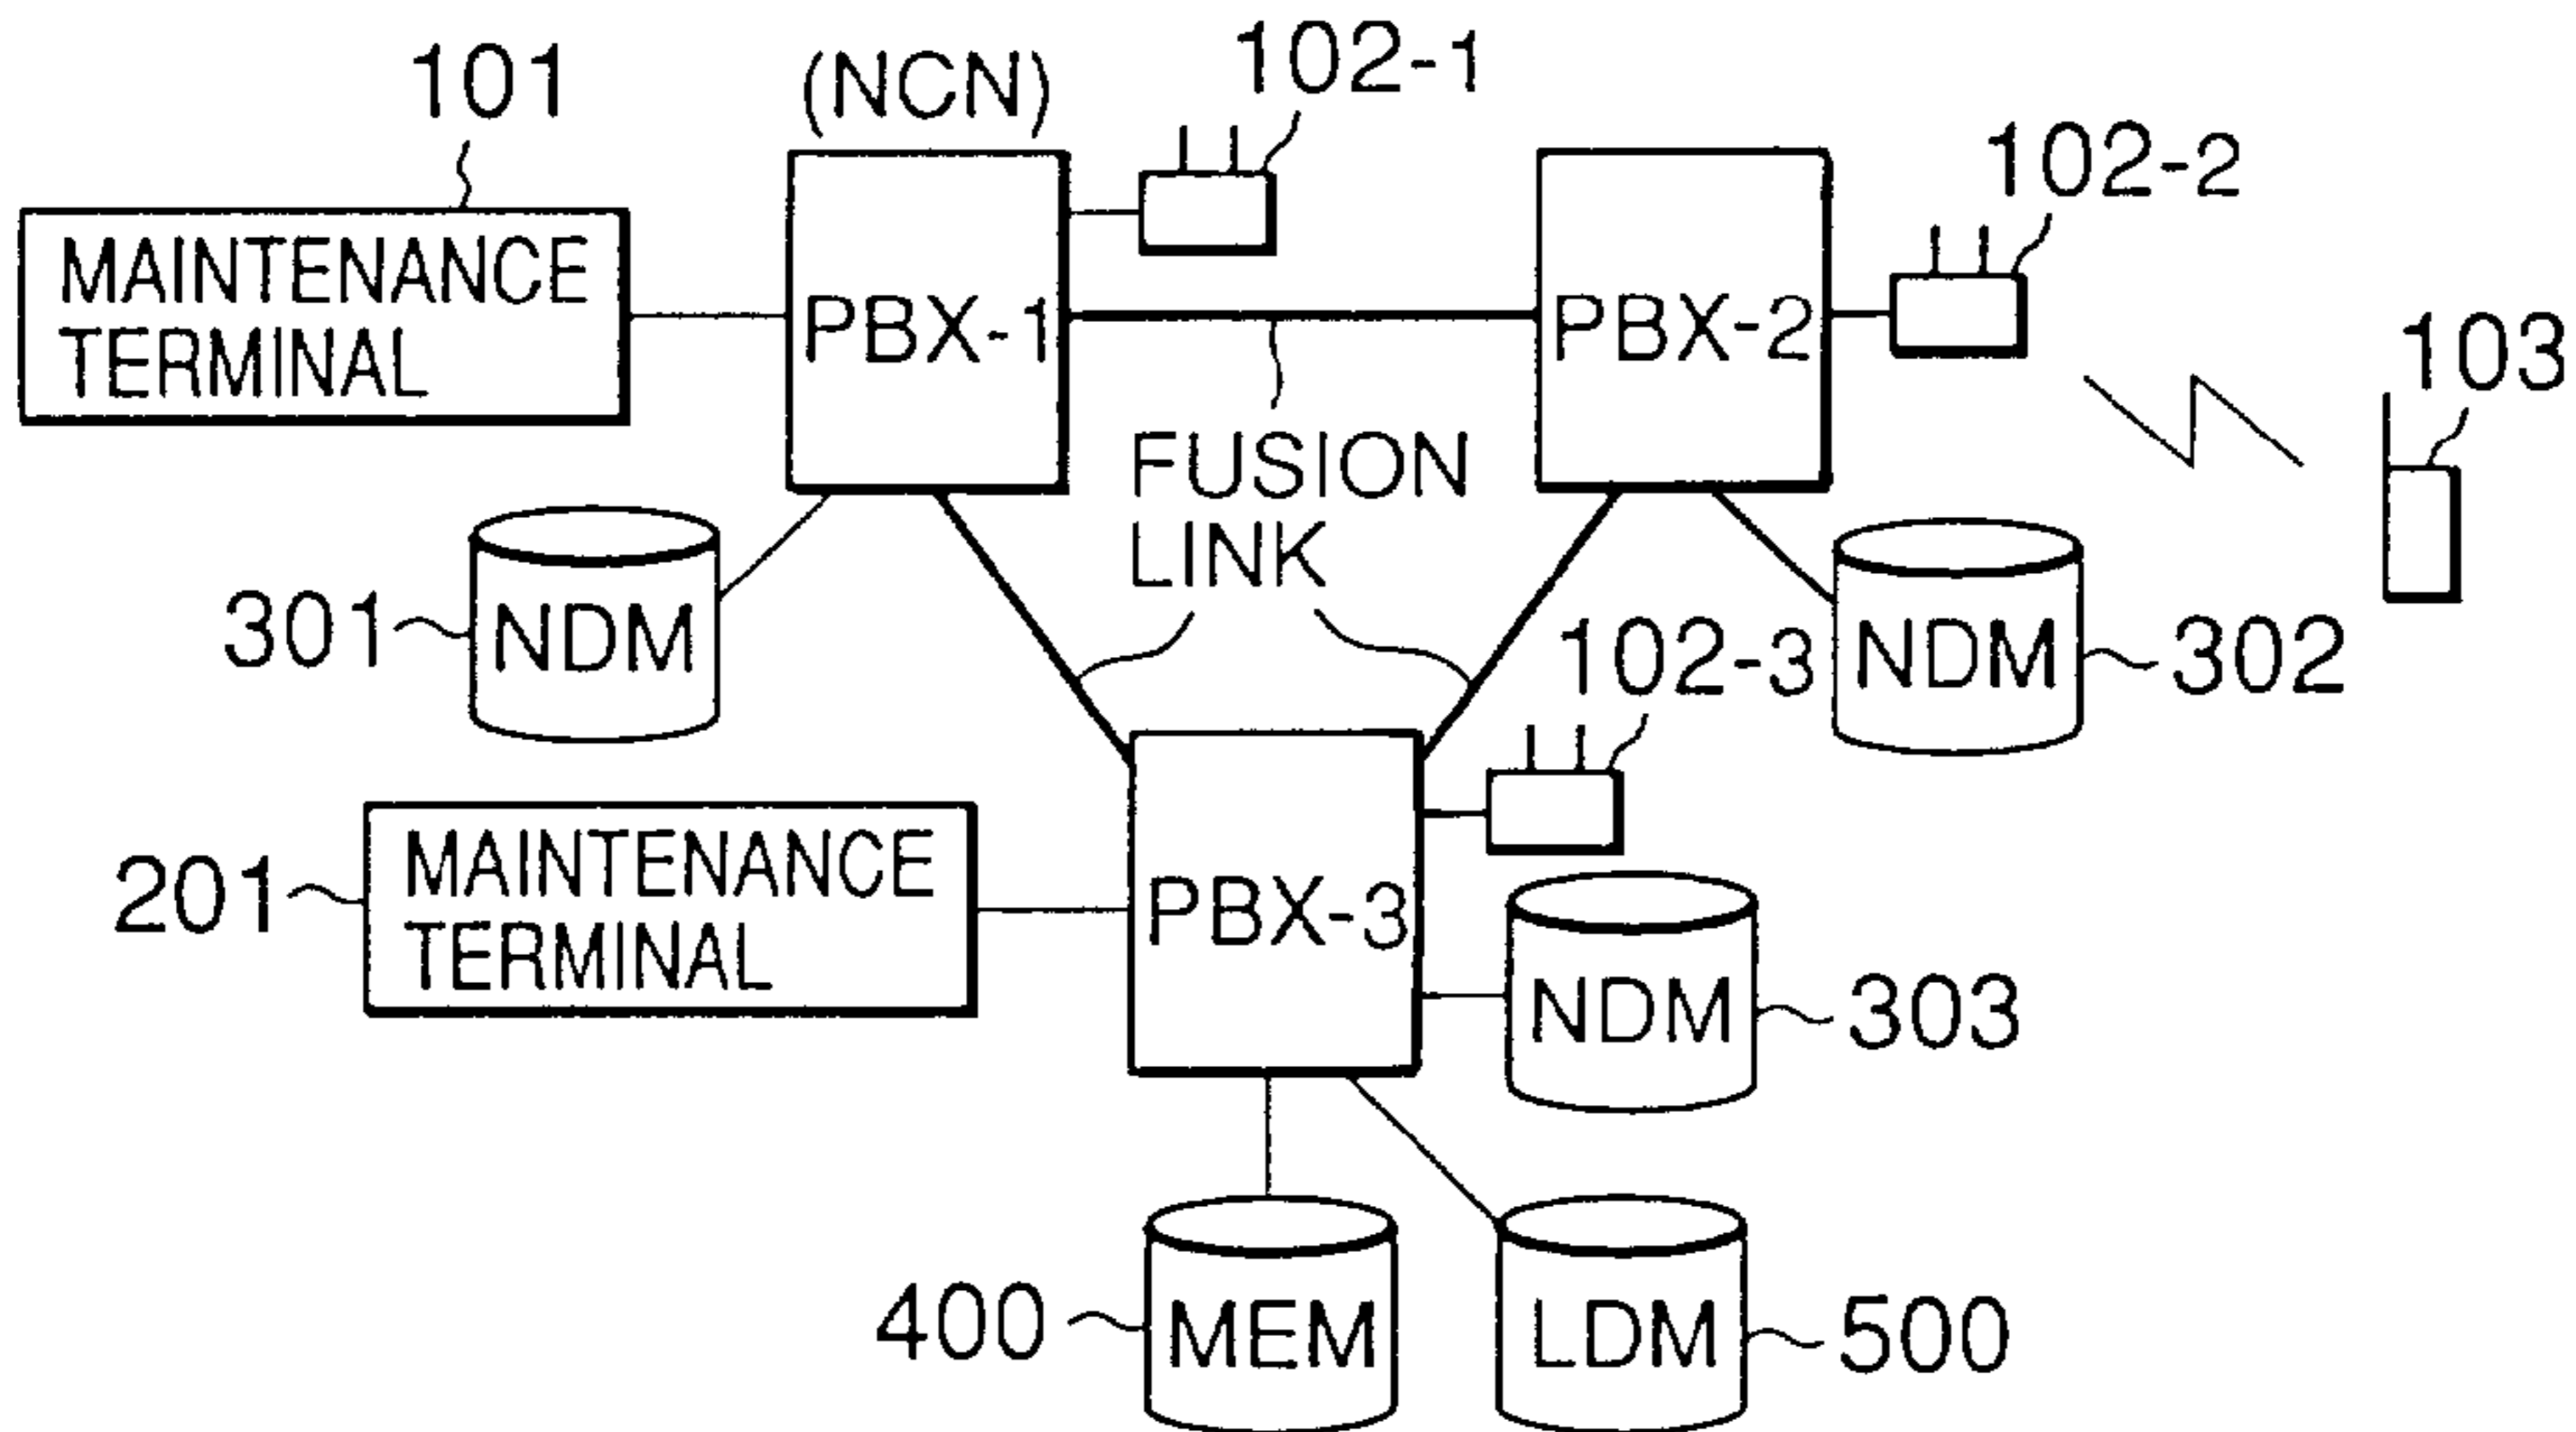 101
(NCN)
102-1
102-2
103
MAINTENANCE
TERMINAL
PBX-1
PBX-2
FUSION
LINK
301
NDM
102-3
NDM
302
201
MAINTENANCE
TERMINAL
PBX-3
NDM
303
400
MEM
LDM
500